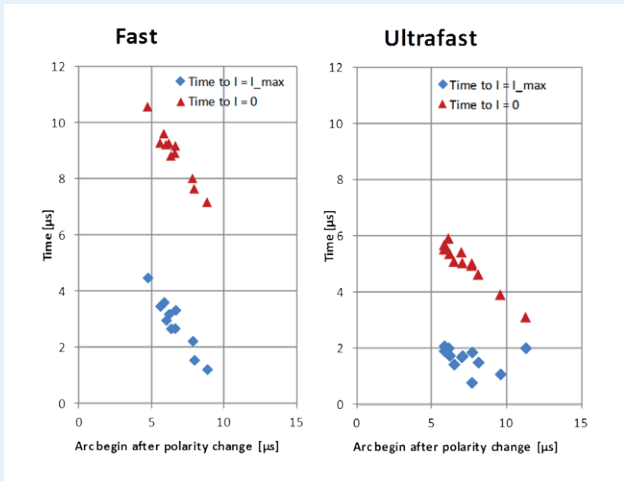 Fast
12
10
8
6
4
2
0
Time [µs]
Time to I = I_max
Time to I = 0
0 5 10 15
Arc begin after polarity change [µs]
Ultrafast
12
10
8
6
4
2
0
Time [µs]
Time to I = I_max
Time to I = 0
0 5 10 15
Arc begin after polarity change [µs]